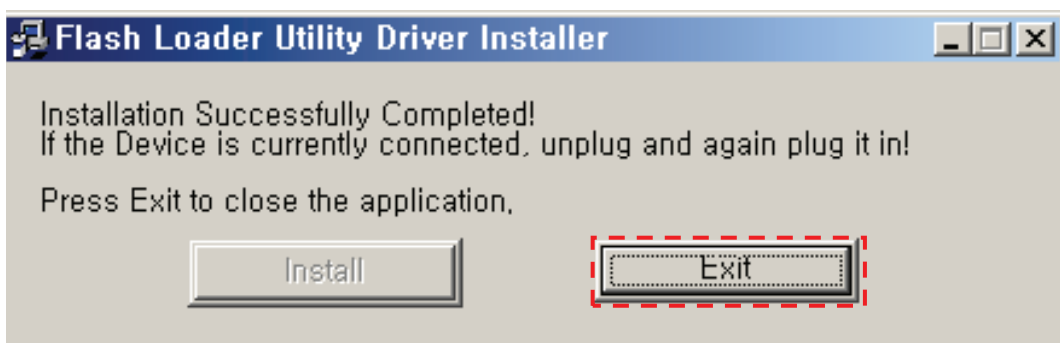 Flash Loader Utility Driver Installer
Installation Successfully Completed!
If the Device is currently connected, unplug and again plug it in!
Press Exit to close the application,
Install
Exit